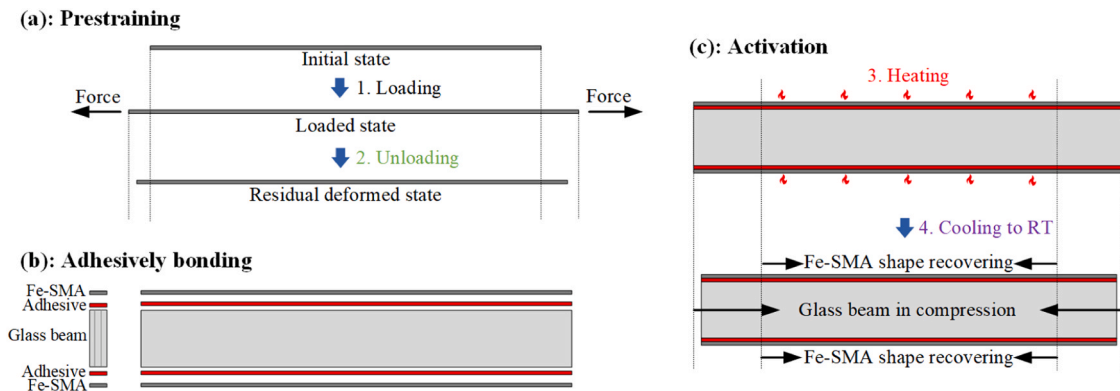 (a): Prestraining
Initial state
1. Loading
Force
Force
Loaded state
2. Unloading
Residual deformed state
(b): Adhesively bonding
Fe-SMA
Adhesive
Glass beam
Adhesive
Fe-SMA
(c): Activation
3. Heating
4. Cooling to RT
Fe-SMA shape recovering
Glass beam in compression
Fe-SMA shape recovering